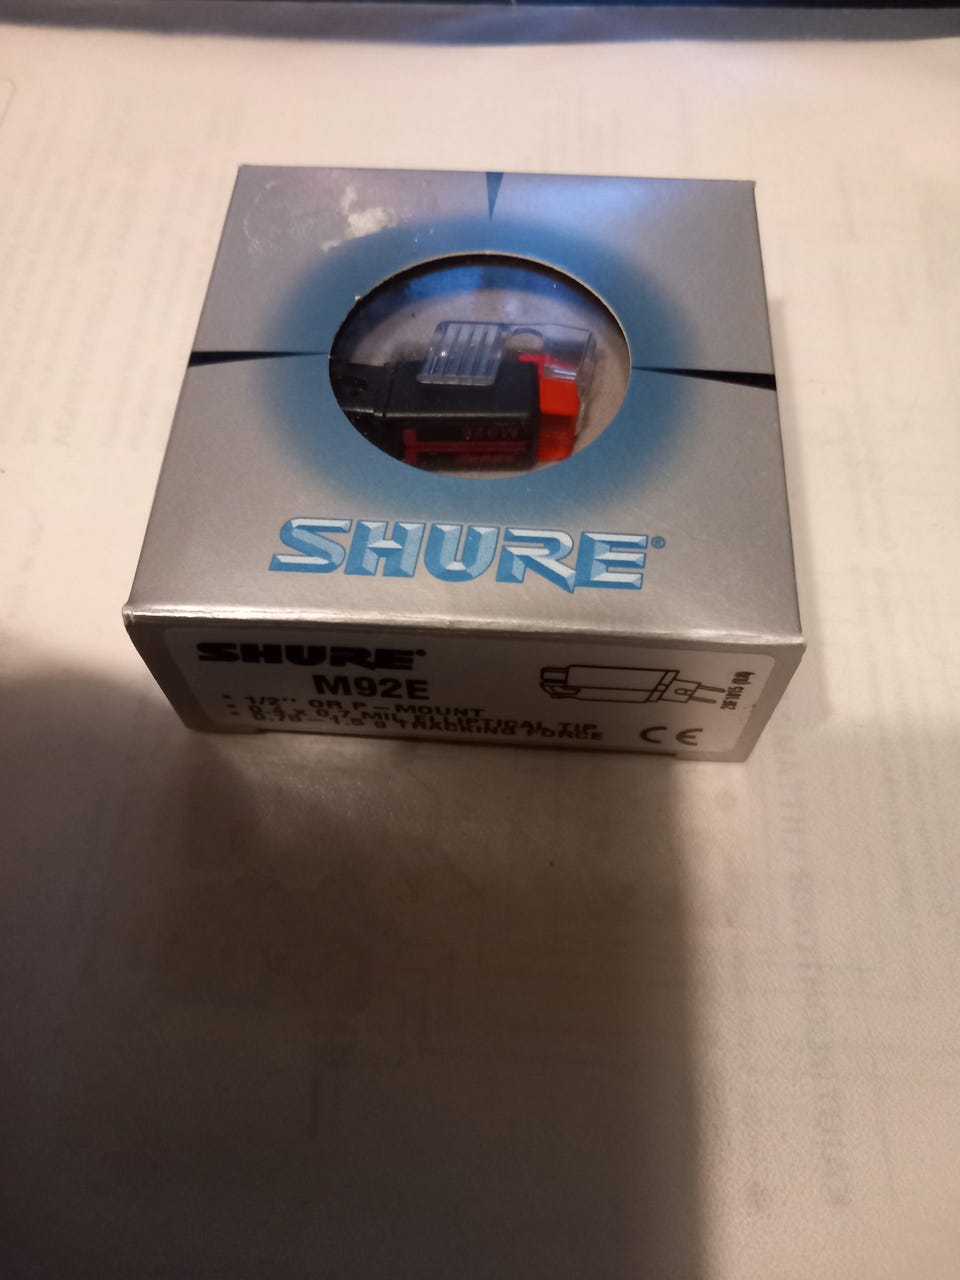 M92E
SHURE®
SHURE®
M92E
• 1/2" OR P-MOUNT
• 0.4 x 0.7 MIL ELLIPTICAL TIP
• 0.75-1.5 g TRACKING FORCE
CE